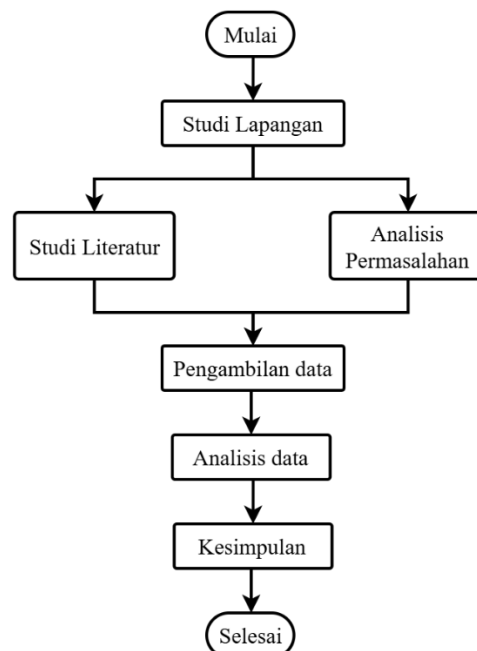 Mulai
Studi Lapangan
Studi Literatur
Analisis
Permasalahan
Pengambilan data
Analisis data
Kesimpulan
Selesai